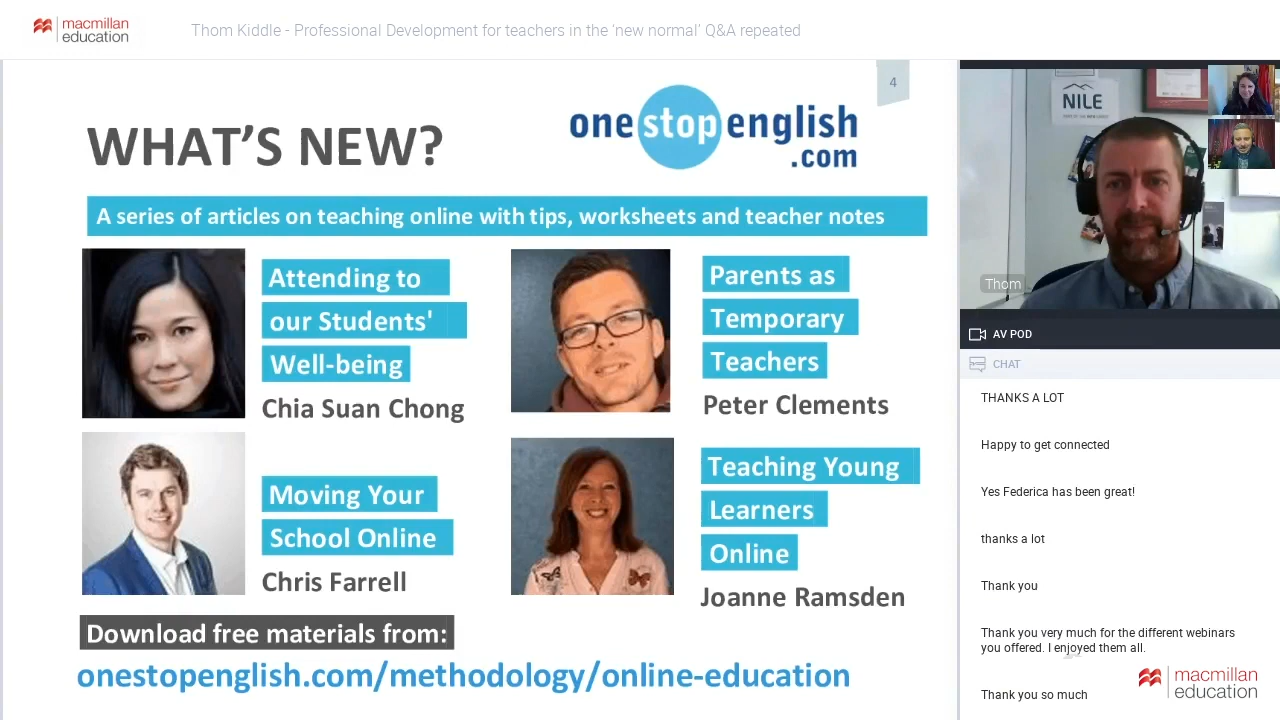 macmillan
education
Thom Kiddle - Professional Development for teachers in the ‘new normal’ Q&A repeated
4
WHAT’S NEW?
onestopenglish
.com
A series of articles on teaching online with tips, worksheets and teacher notes
Attending to
our Students'
Well-being
Chia Suan Chong
Parents as
Temporary
Teachers
Peter Clements
Moving Your
School Online
Chris Farrell
Teaching Young
Learners
Online
Joanne Ramsden
Download free materials from:
onestopenglish.com/methodology/online-education
NILE
Thom
AV POD
CHAT
THANKS A LOT
Happy to get connected
Yes Federica has been great!
thanks a lot
Thank you
Thank you very much for the different webinars
you offered. I enjoyed them all.
Thank you so much
macmillan
education